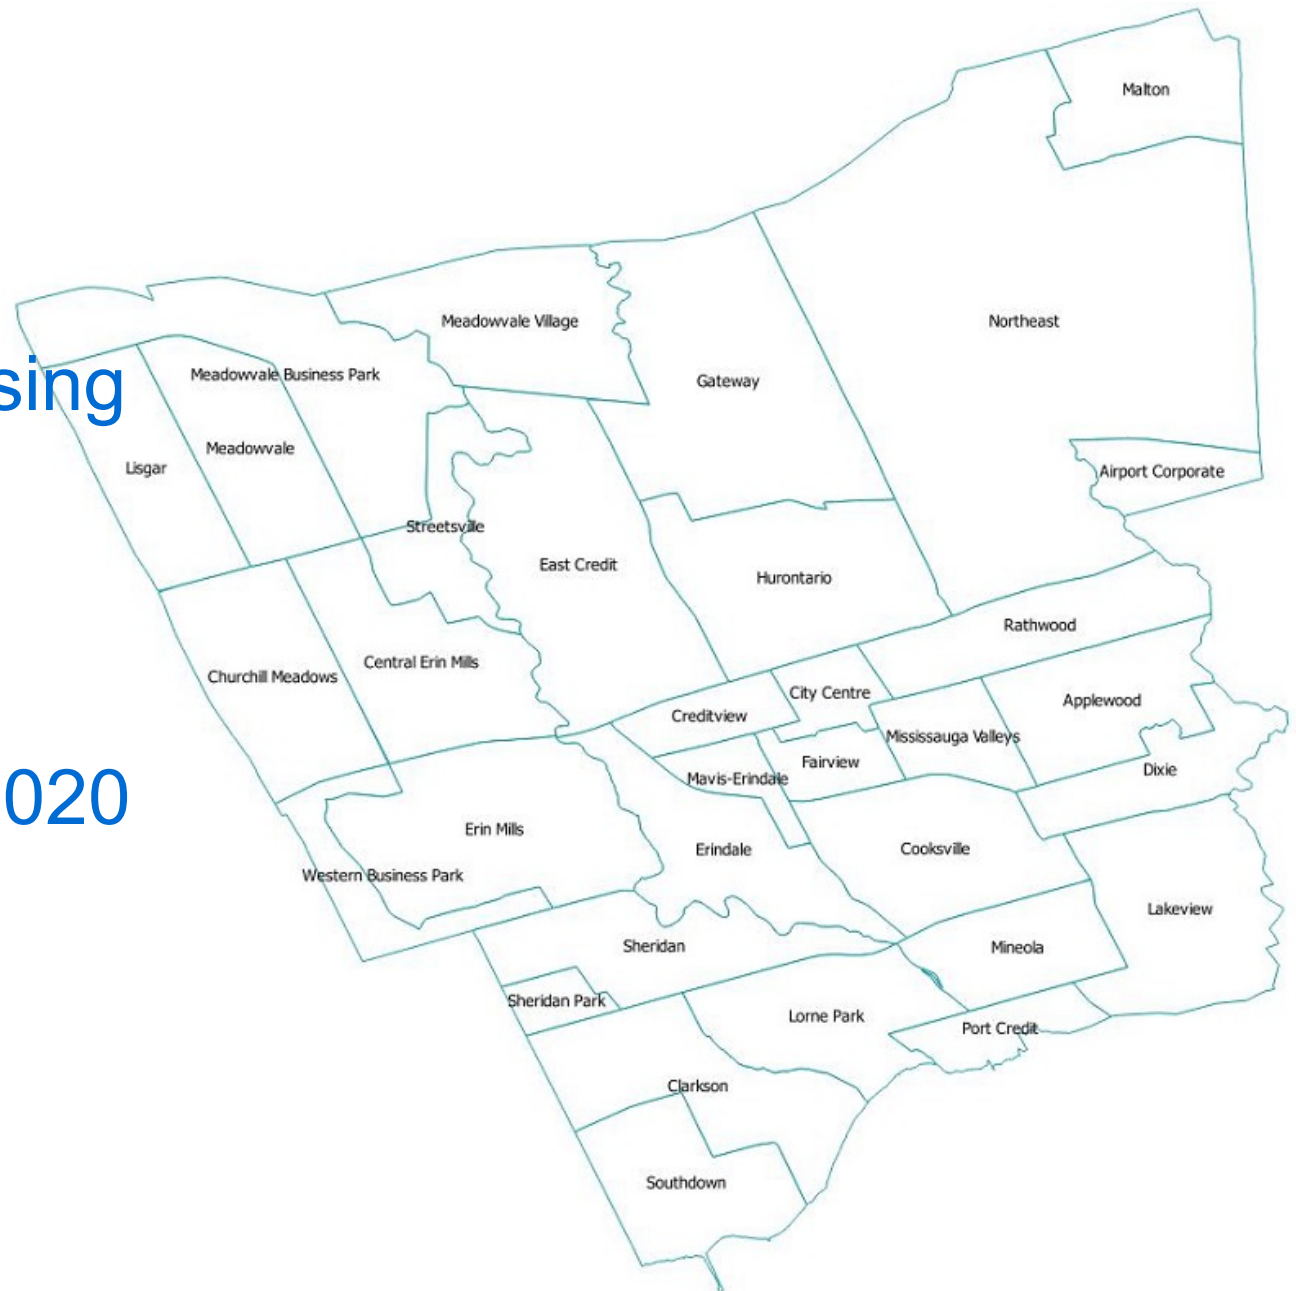 Malton
Meadowvale Village
Northeast
Gateway
sing
Meadowvale Business Park
Meadowvale
Lisgar
Airport Corporate
Streetsville
East Credit
Hurontario
Rathwood
Churchill Meadows
Central Erin Mills
City Centre
Creditview
Applewood
Mississauga Valleys
Fairview
Mavis-Erindale
Dixie
020
Erin Mills
Erindale
Cooksville
Western Business Park
Lakeview
Sheridan
Mineola
Sheridan Park
Lorne Park
Port Credit
Clarkson
Southdown